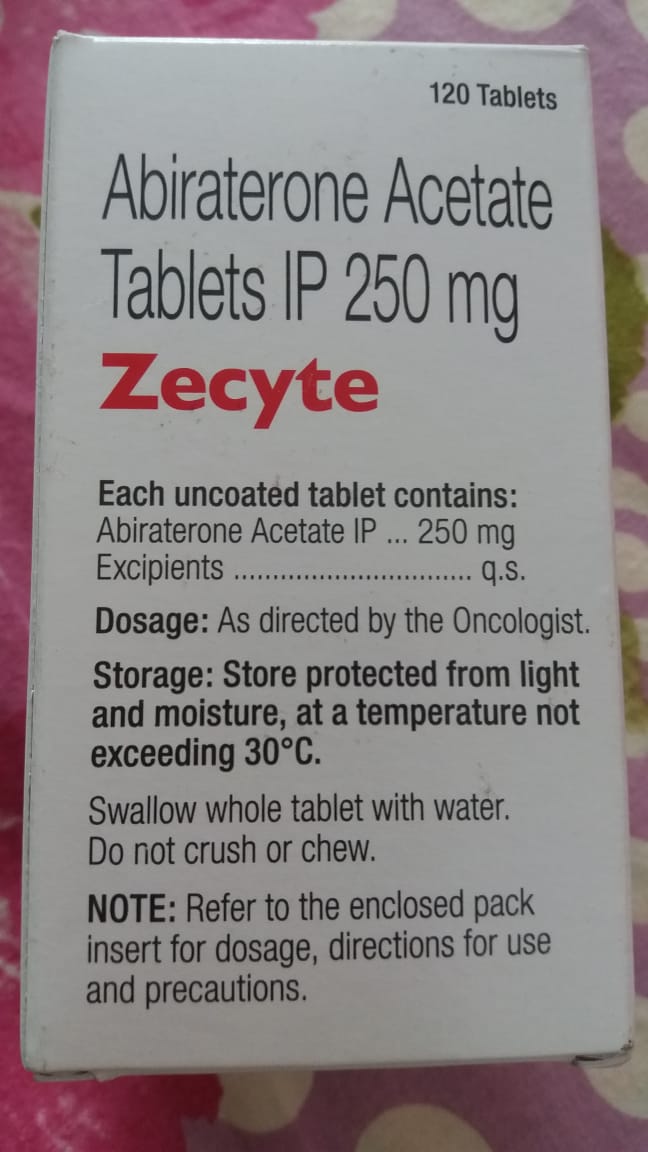 120 Tablets
Abiraterone Acetate
Tablets IP 250 mg
Zecyte
Each uncoated tablet contains:
Abiraterone Acetate IP ... 250 mg
Excipients ............................... q.s.
Dosage: As directed by the Oncologist.
Storage: Store protected from light
and moisture, at a temperature not
exceeding 30°C.
Swallow whole tablet with water.
Do not crush or chew.
NOTE: Refer to the enclosed pack
insert for dosage, directions for use
and precautions.